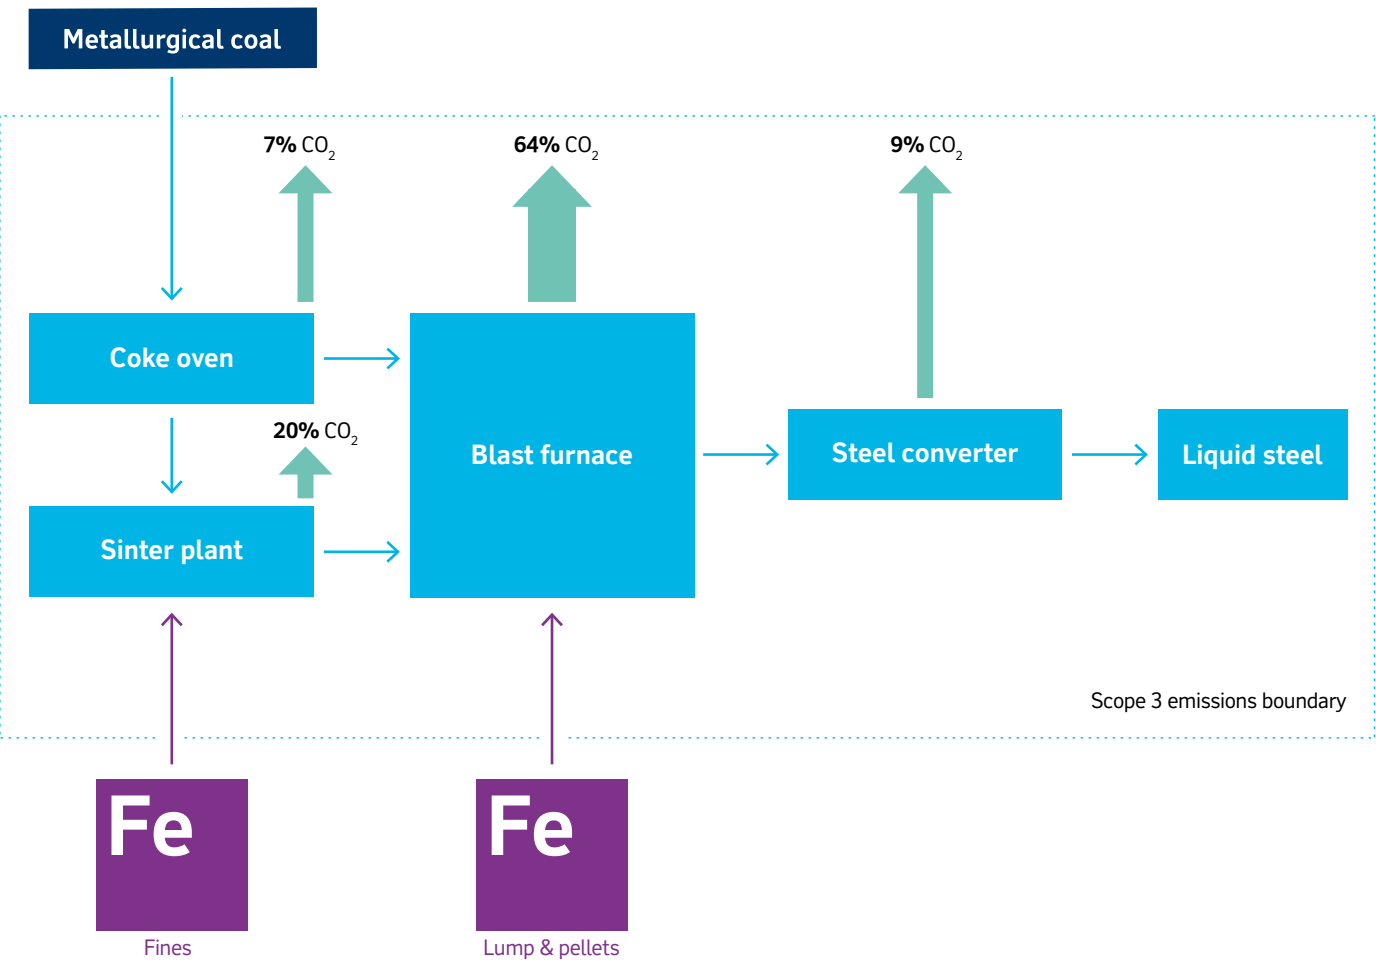 Metallurgical coal
7% CO₂
64% CO₂
9% CO₂
Coke oven
20% CO₂
Blast furnace
Steel converter
Liquid steel
Sinter plant
Scope 3 emissions boundary
Fe
Fe
Fines
Lump & pellets